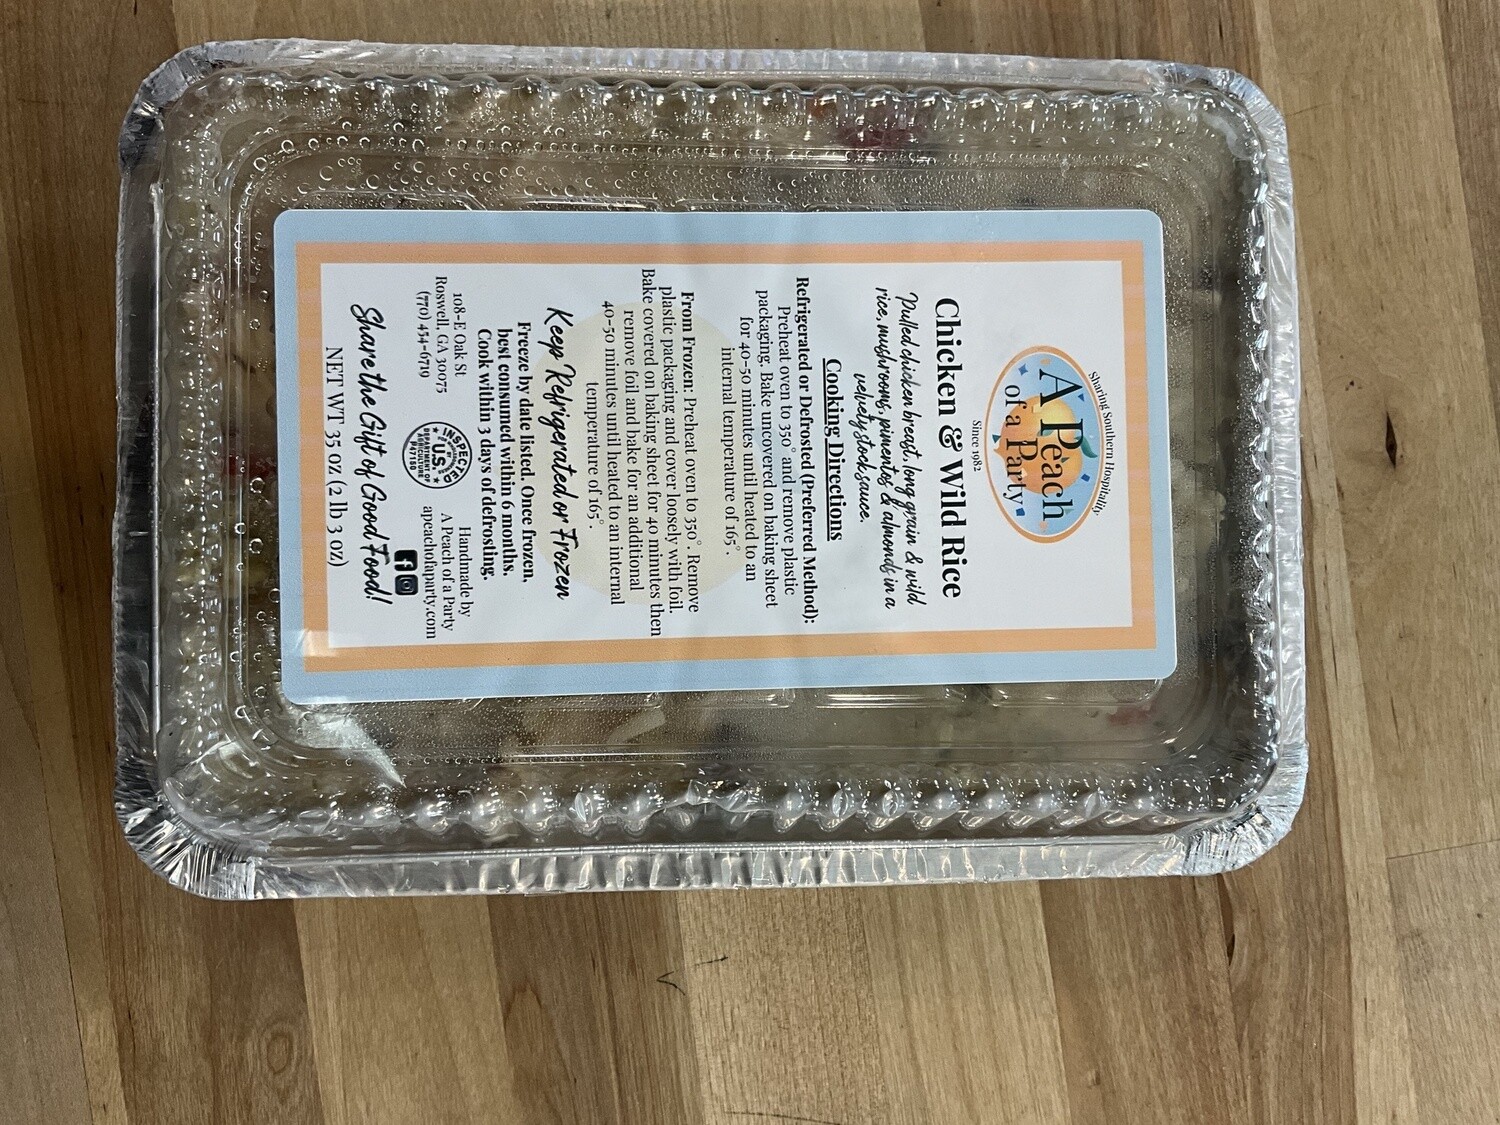 Sharing Southern Hospitality
A Peach
of a Party
Since 1982
Chicken & Wild Rice
Pulled chicken breast, long grain & wild
rice, mushrooms, pimentos & almonds in a
velvety stock sauce.
Cooking Directions
Refrigerated or Defrosted (Preferred Method):
Preheat oven to 350° and remove plastic
packaging. Bake uncovered on baking sheet
for 40-50 minutes until heated to an
internal temperature of 165°.
From Frozen: Preheat oven to 350°. Remove
plastic packaging and cover loosely with foil.
Bake covered on baking sheet for 40 minutes then
remove foil and bake for an additional
40-50 minutes until heated to an internal
temperature of 165°.
Keep Refrigerated or Frozen
Freeze by date listed. Once frozen,
best consumed within 6 months.
Cook within 3 days of defrosting.
108-E Oak St
Roswell, GA 30075
(770) 454-6719
INSPECTED
U.S.
DEPARTMENT OF
AGRICULTURE
P47150
Handmade by
A Peach of a Party
apeachofaparty.com
Share the Gift of Good Food!
NET WT 35 oz (2 lb 3 oz)